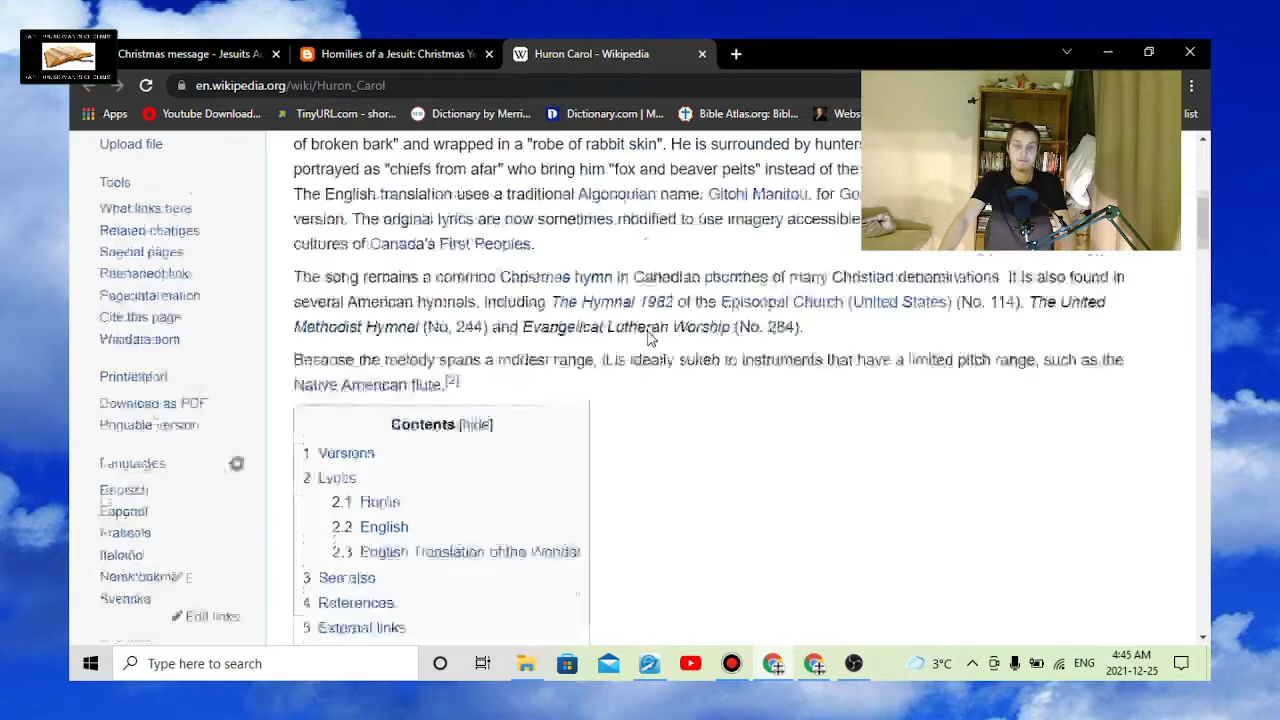 Christmas message - Jesuits Au
Homilies of a Jesuit: Christmas Ye
Huron Carol - Wikipedia
en.wikipedia.org/wiki/Huron_Carol
Apps
Youtube Download...
TinyURL.com - shor...
Dictionary by Merri...
Dictionary.com | M...
Bible Atlas.org: Bibl...
Webs
list
Upload file
Tools
What links here
Related changes
Special pages
Permanent link
Page information
Cite this page
Wikidata item
Print/export
Download as PDF
Printable version
Languages
Español
Français
Italiano
Norsk bokmål
Svenska
Edit links
of broken bark" and wrapped in a "robe of rabbit skin". He is surrounded by hunters
portrayed as "chiefs from afar" who bring him "fox and beaver pelts" instead of the
The English translation uses a traditional Algonquian name, Gitchi Manitou, for Go
version. The original lyrics are now sometimes modified to use imagery accessible
cultures of Canada's First Peoples.
The song remains a common Christmas hymn in Canadian churches of many Christian denominations. It is also found in
several American hymnals, including The Hymnal 1982 of the Episcopal Church (United States) (No. 114), The United
Methodist Hymnal (No. 244) and Evangelical Lutheran Worship (No. 284).
Because the melody spans a modest range, it is ideally suited to instruments that have a limited pitch range, such as the
Native American flute.[2]
Contents [hide]
1 Versions
2 Lyrics
2.1 Huron
2.2 English
2.3 English Translation of the Wendat
3 See also
4 References
5 External links
Type here to search
3°C
ENG
4:45 AM
2021-12-25